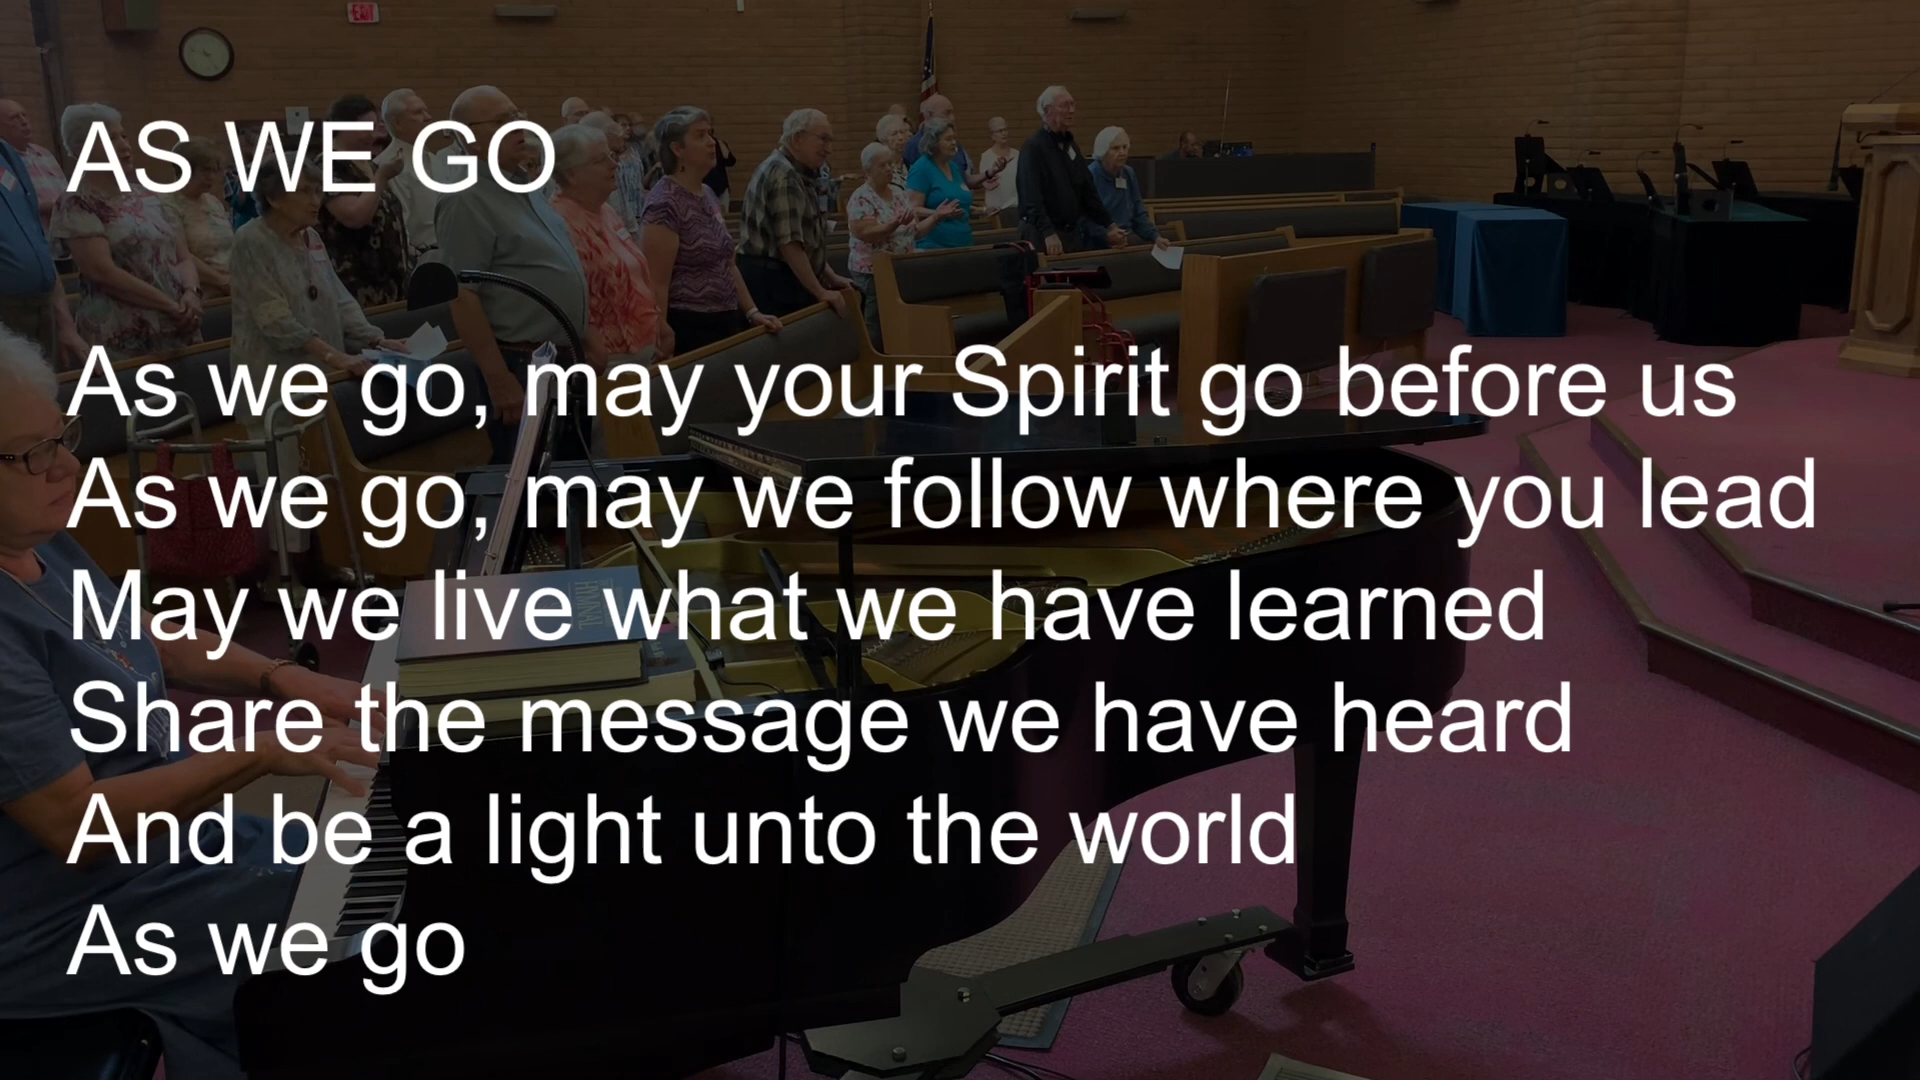 AS WE GO
As we go, may your Spirit go before us
As we go, may we follow where you lead
May we live what we have learned
Share the message we have heard
And be a light unto the world
As we go
HYMNAL